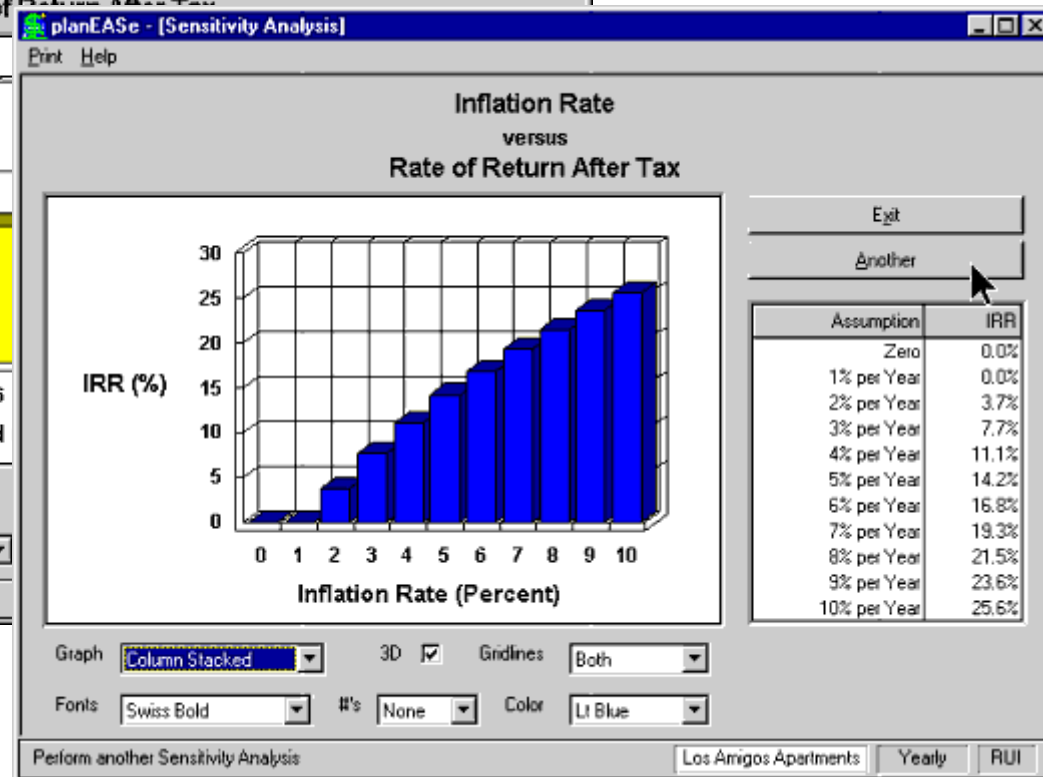 of Return After Tax
planEASe - [Sensitivity Analysis]
Print Help
Inflation Rate
versus
Rate of Return After Tax
Exit
Another
30
25
20
15
10
5
0
IRR (%)
0 1 2 3 4 5 6 7 8 9 10
Inflation Rate (Percent)
Assumption IRR
Zero 0.0%
1% per Year 0.0%
2% per Year 3.7%
3% per Year 7.7%
4% per Year 11.1%
5% per Year 14.2%
6% per Year 16.8%
7% per Year 19.3%
8% per Year 21.5%
9% per Year 23.6%
10% per Year 25.6%
Graph Column Stacked 3D Gridlines Both
Fonts Swiss Bold #'s None Color Lt Blue
Perform another Sensitivity Analysis Los Amigos Apartments Yearly RUI